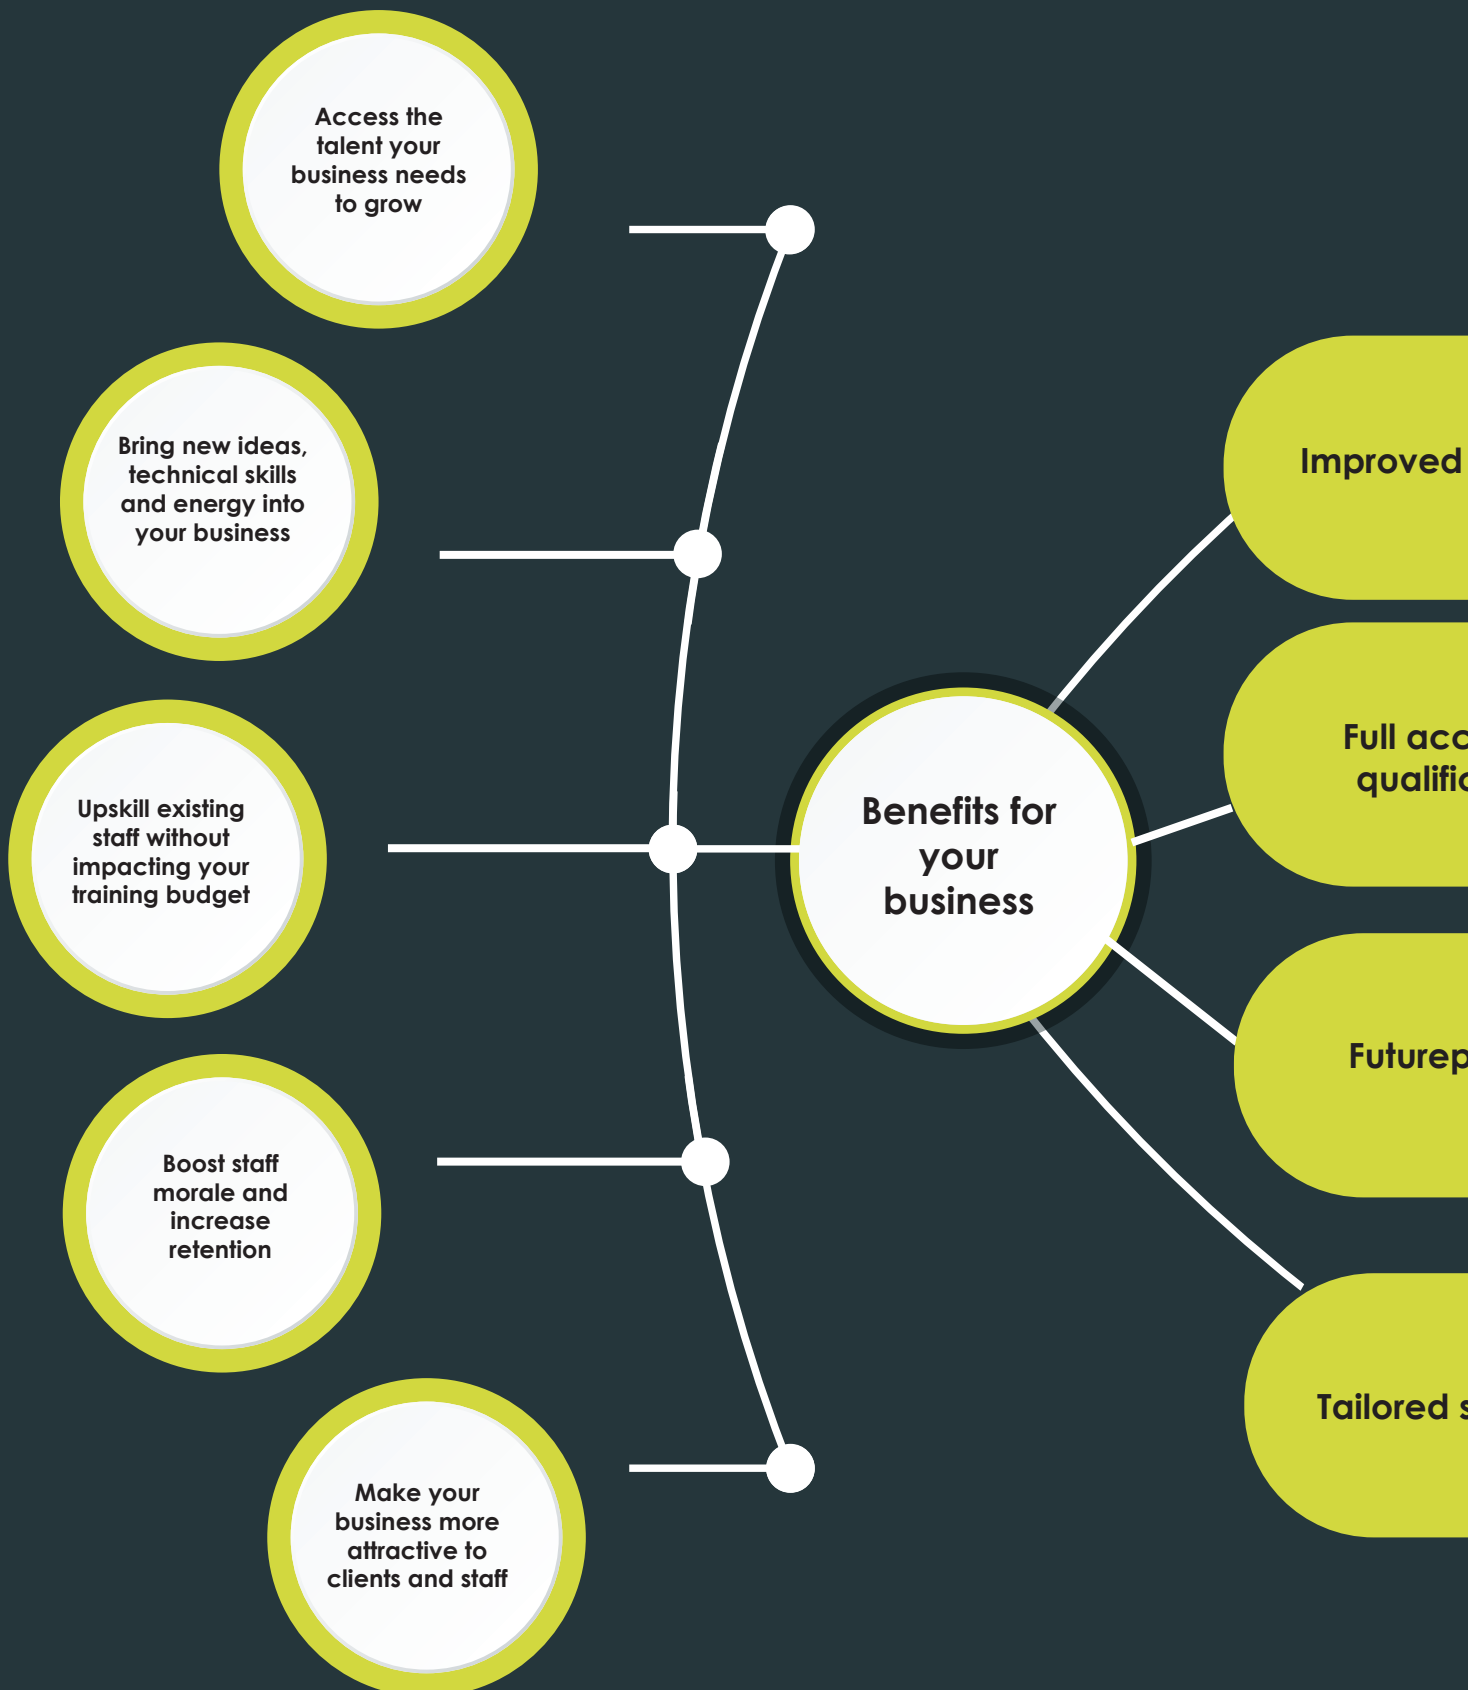 Access the
talent your
business needs
to grow
Bring new ideas,
technical skills
and energy into
your business
Upskill existing
staff without
impacting your
training budget
Boost staff
morale and
increase
retention
Make your
business more
attractive to
clients and staff
Benefits for
your
business
Improved
Full
Tailored